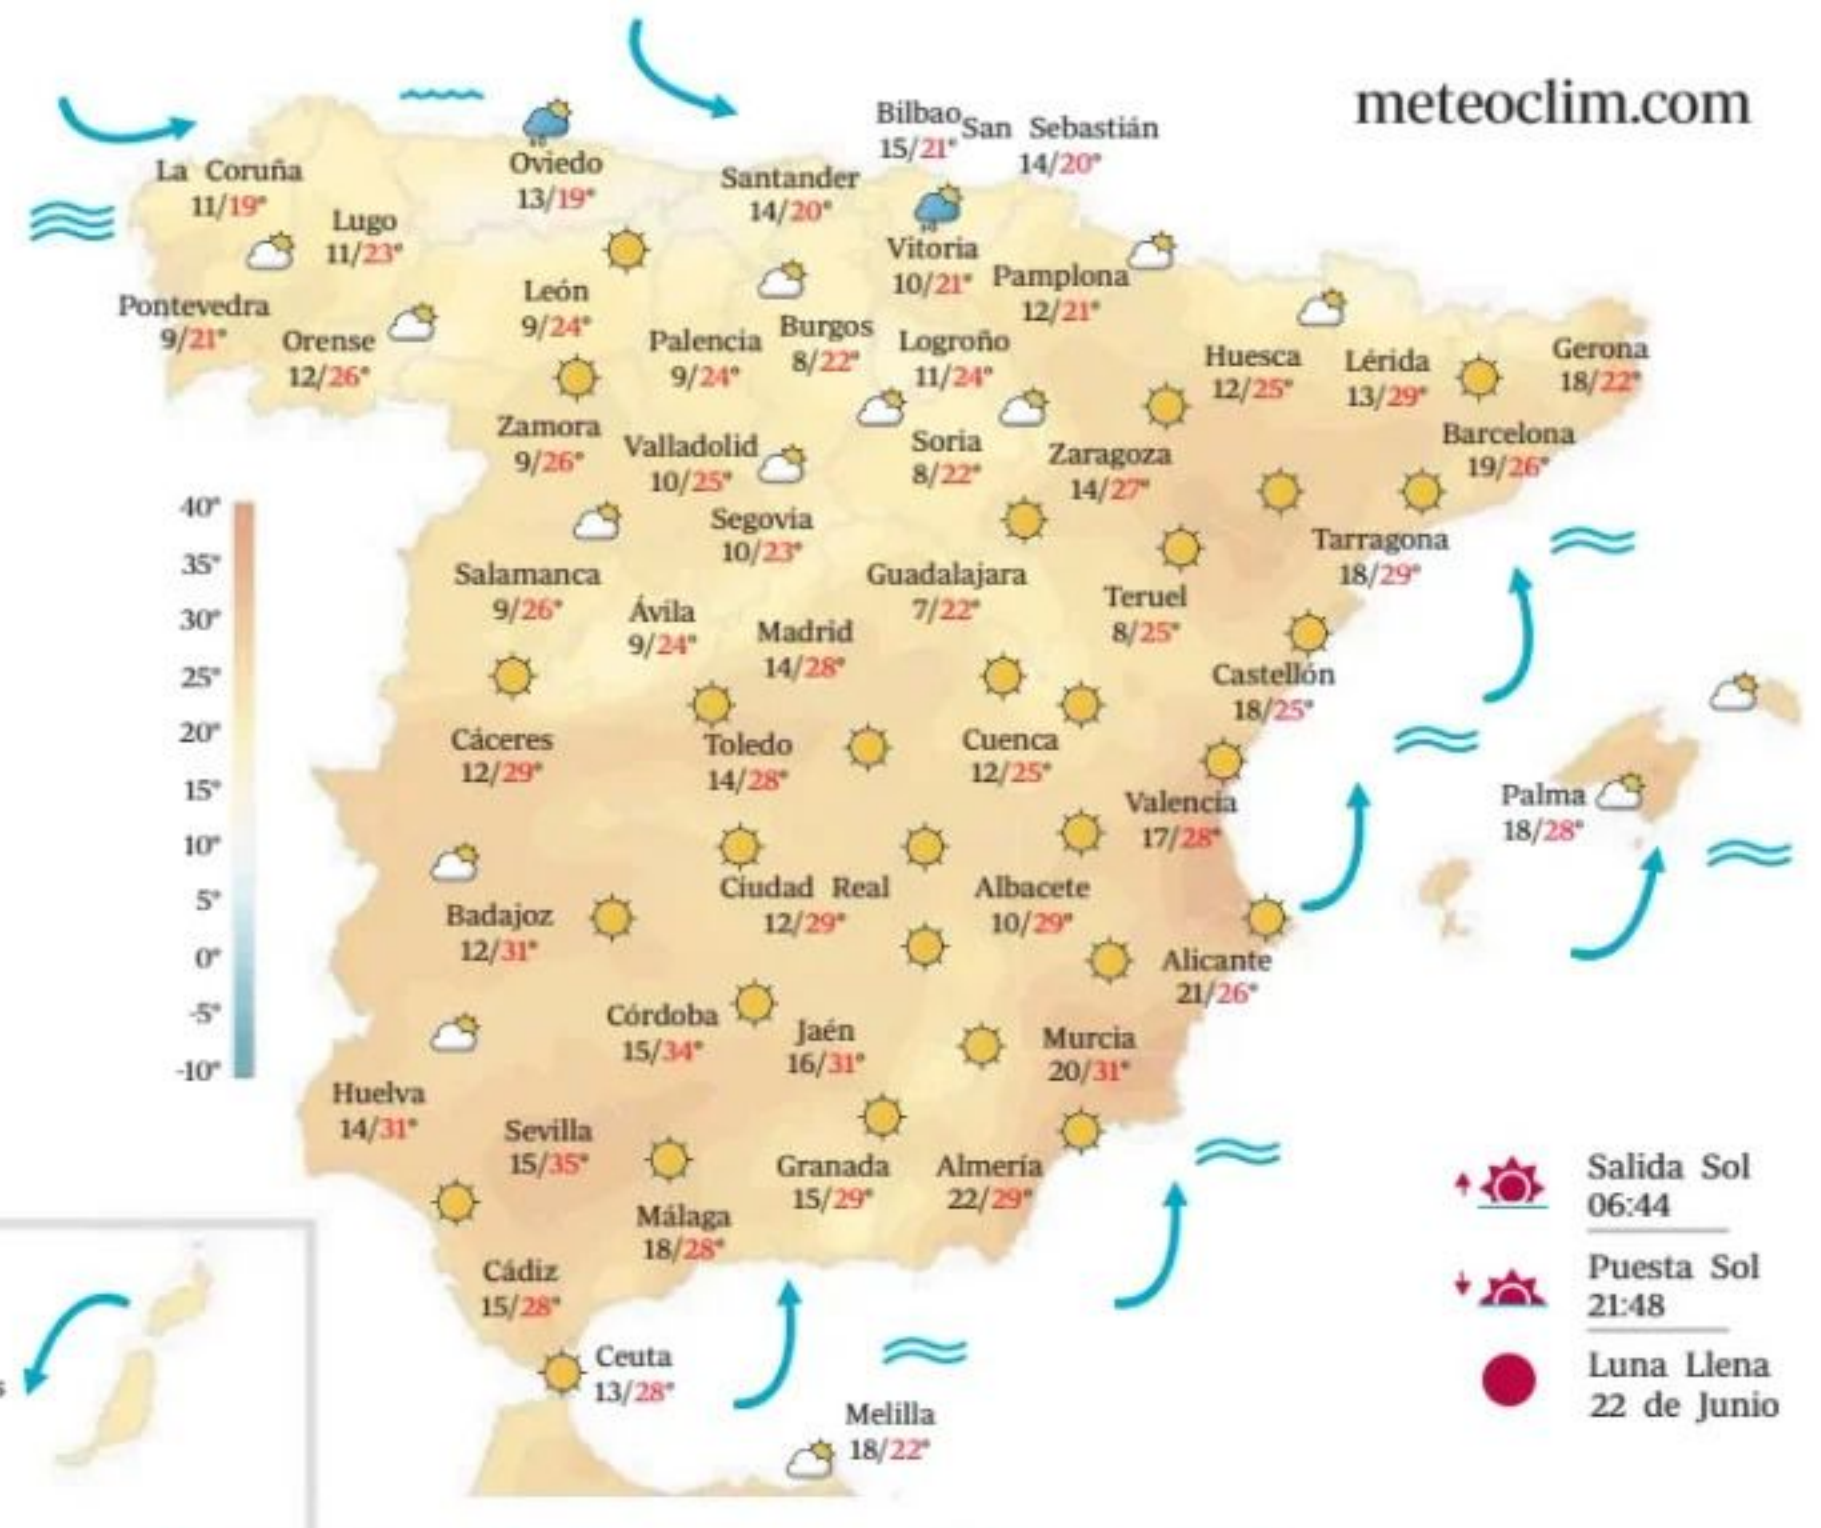 meteoclim.com
Bilbao
15/21°
San Sebastián
14/20°
La Coruña
11/19°
Oviedo
13/19°
Santander
14/20°
Lugo
11/23°
Vitoria
10/21°
Pamplona
12/21°
Pontevedra
9/21°
Orense
12/26°
León
9/24°
Palencia
9/24°
Burgos
8/22°
Logroño
11/24°
Huesca
12/25°
Lérida
13/29°
Gerona
18/22°
Zamora
9/26°
Valladolid
10/25°
Soria
8/22°
Zaragoza
14/27°
Barcelona
19/26°
Segovia
10/23°
Tarragona
18/29°
Salamanca
9/26°
Ávila
9/24°
Madrid
14/28°
Guadalajara
7/22°
Teruel
8/25°
Castellón
18/25°
Cáceres
12/29°
Toledo
14/28°
Cuenca
12/25°
Valencia
17/28°
Palma
18/28°
Badajoz
12/31°
Ciudad Real
12/29°
Albacete
10/29°
Alicante
21/26°
Córdoba
15/34°
Jaén
16/31°
Murcia
20/31°
Huelva
14/31°
Sevilla
15/35°
Granada
15/29°
Almería
22/29°
Málaga
18/28°
Cádiz
15/28°
Ceuta
13/28°
Melilla
18/22°
40°
35°
30°
25°
20°
15°
10°
5°
0°
-5°
-10°
Salida Sol
06:44
Puesta Sol
21:48
Luna Llena
22 de Junio